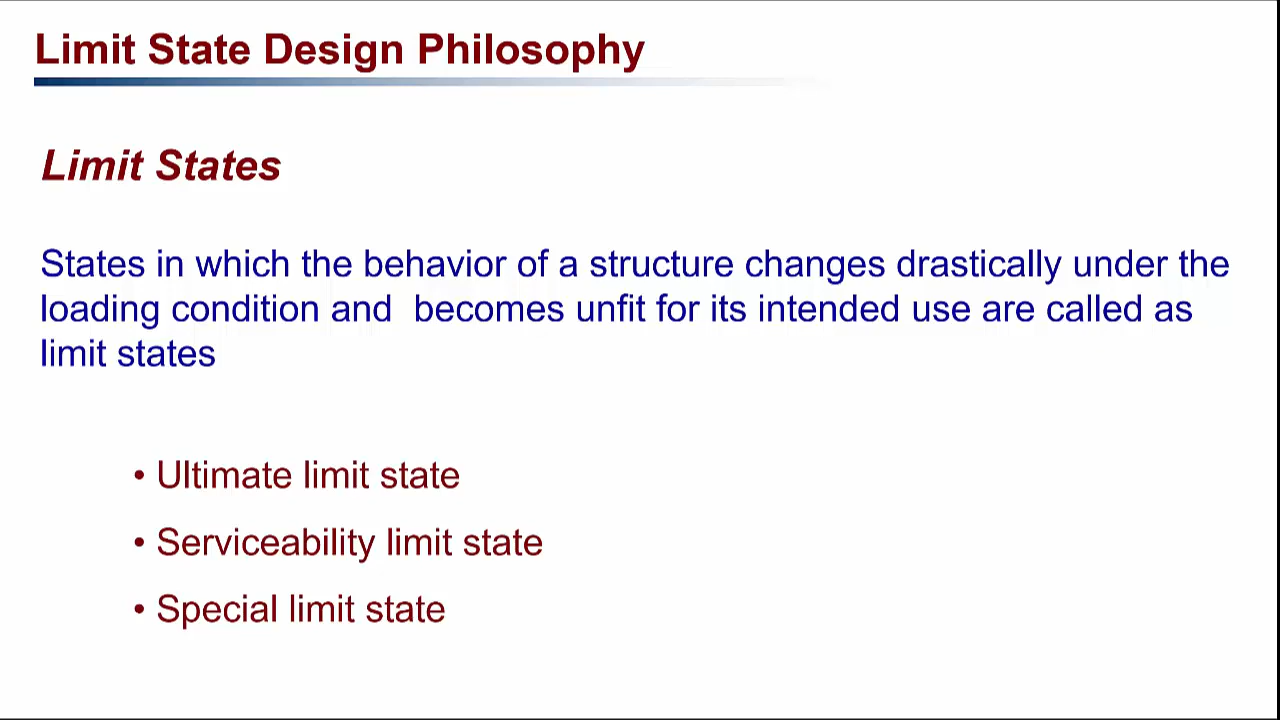 Limit State Design Philosophy
Limit States
States in which the behavior of a structure changes drastically under the
loading condition and  becomes unfit for its intended use are called as
limit states
• Ultimate limit state
• Serviceability limit state
• Special limit state